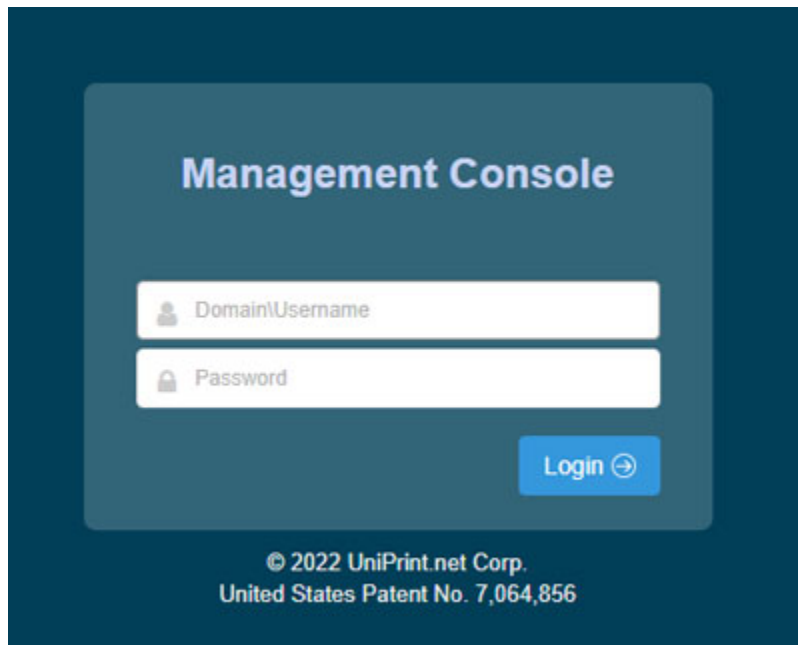 Management Console
Domain\Username
Password
Login
© 2022 UniPrint.net Corp.
United States Patent No. 7,064,856